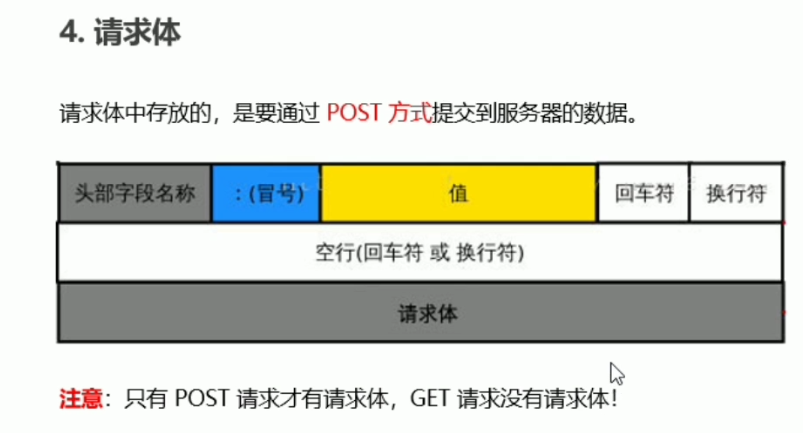 4. 请求体
请求体中存放的，是要通过 POST 方式提交到服务器的数据。
头部字段名称 ：(冒号) 值 回车符 换行符
空行(回车符 或 换行符)
请求体
注意：只有 POST 请求才有请求体，GET 请求没有请求体！